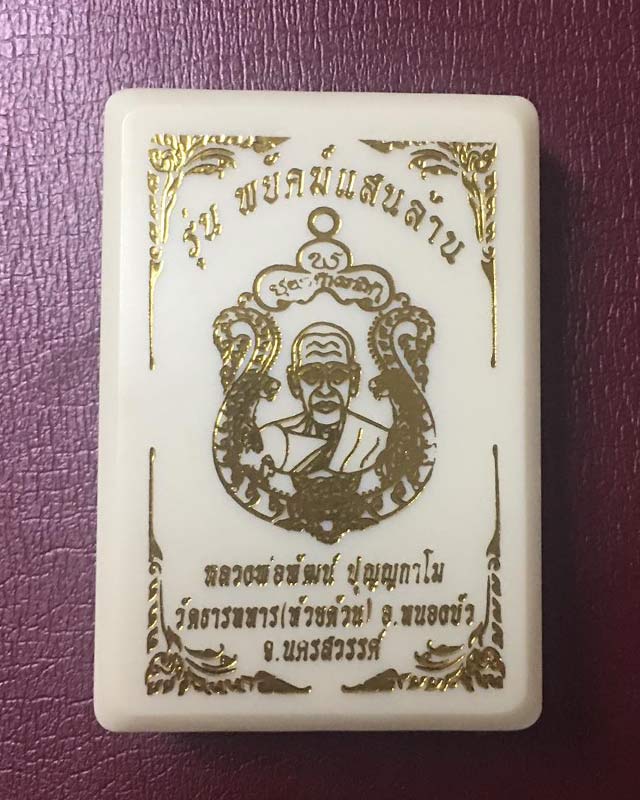 รุ่น พยัคฆ์แสนล้าน
หลวงพ่อพัฒน์ ปุญญกาโม
วัดธารทหาร(ห้วยด้วน) อ.หนองบัว
จ.นครสวรรค์